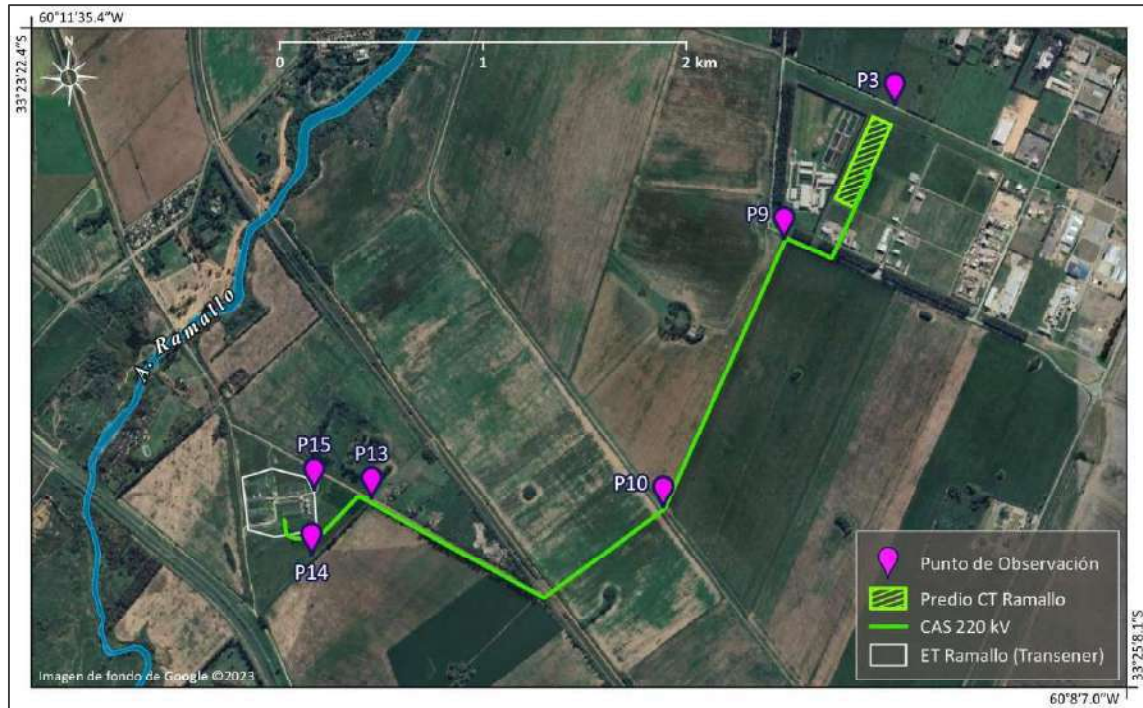 60°11'35.4"W
33°23'22.4"S
N
0 1 2 km
P3
P9
A. Ramallo
P15
P13
P10
P14
Punto de Observación
Predio CT Ramallo
CAS 220 kV
ET Ramallo (Transener)
Imagen de fondo de Google ©2023
33°25'8.1"S
60°8'7.0"W